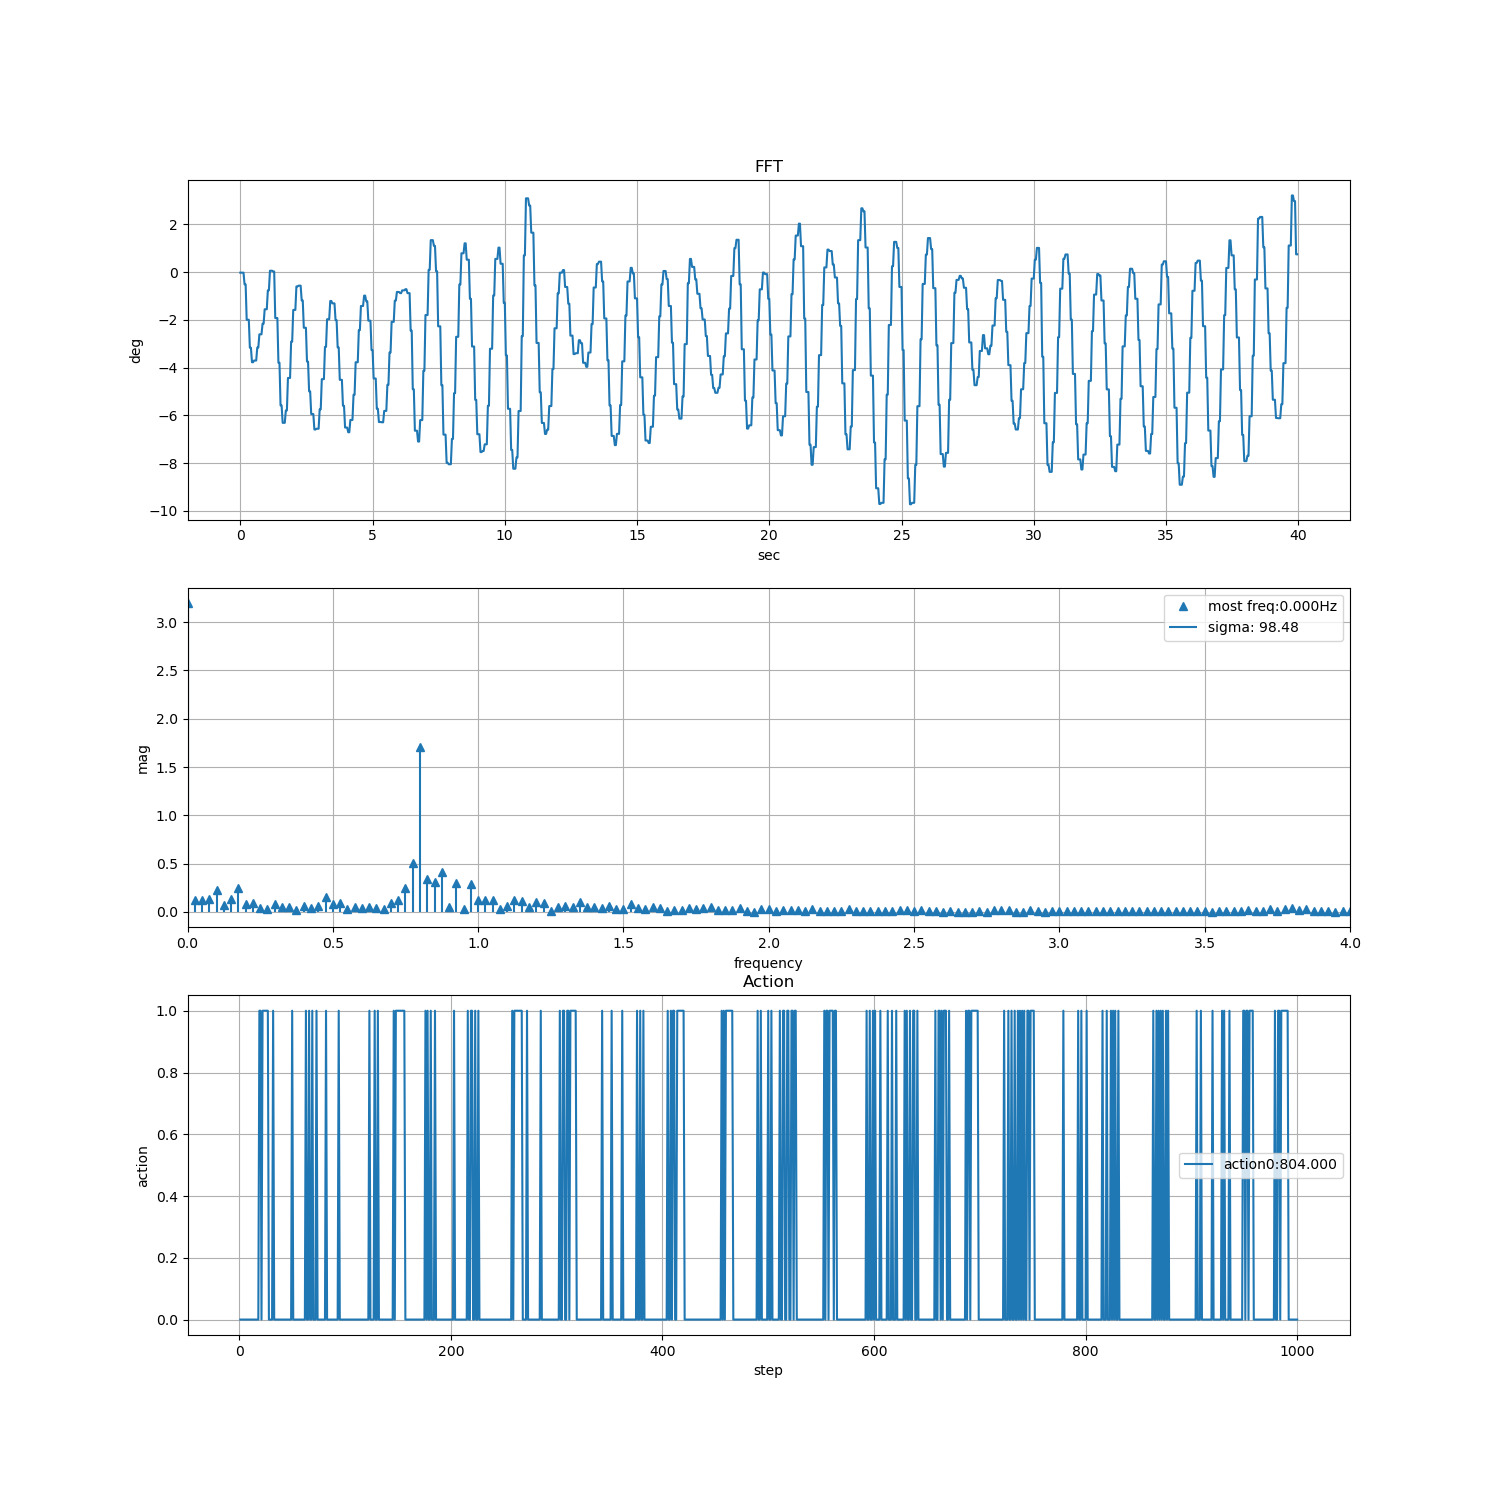 FFT
2
0
−2
−4
−6
−8
−10
deg
0 5 10 15 20 25 30 35 40
sec
most freq:0.000Hz
sigma: 98.48
3.0
2.5
2.0
1.5
1.0
0.5
0.0
mag
0.0 0.5 1.0 1.5 2.0 2.5 3.0 3.5 4.0
frequency
Action
1.0
0.8
0.6
0.4
0.2
0.0
action
action0:804.000
0 200 400 600 800 1000
step